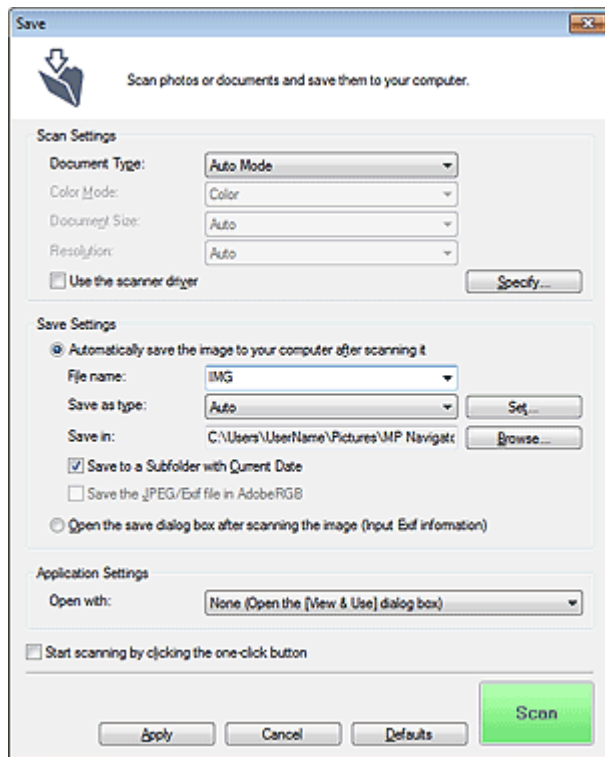 Save
Scan photos or documents and save them to your computer.
Scan Settings
Document Type: Auto Mode
Color Mode: Color
Document Size: Auto
Resolution: Auto
Use the scanner driver Specify...
Save Settings
Automatically save the image to your computer after scanning it
File name: IMG
Save as type: Auto Set...
Save in: C:\Users\UserName\Pictures\MP Navigato Browse...
Save to a Subfolder with Current Date
Save the JPEG/Exif file in AdobeRGB
Open the save dialog box after scanning the image (Input Exif information)
Application Settings
Open with: None (Open the [View & Use] dialog box)
Start scanning by clicking the one-click button
Scan
Apply Cancel Defaults